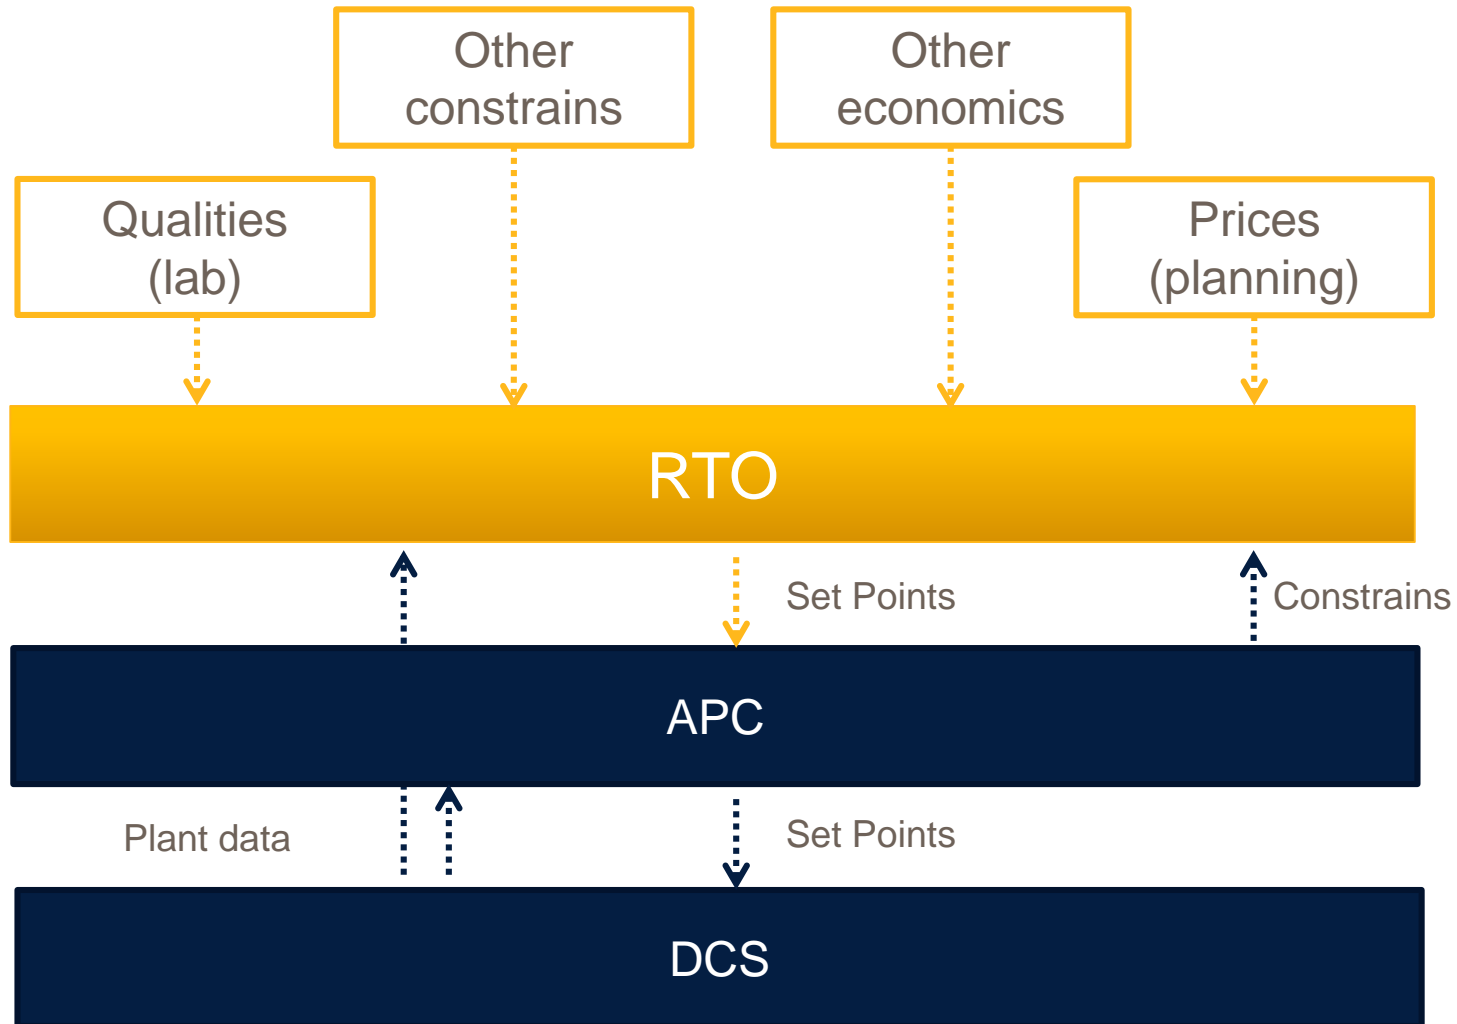 Other
constrains
Other
economics
Qualities
(lab)
Prices
(planning)
RTO
Set Points
Constrains
APC
Plant data
Set Points
DCS